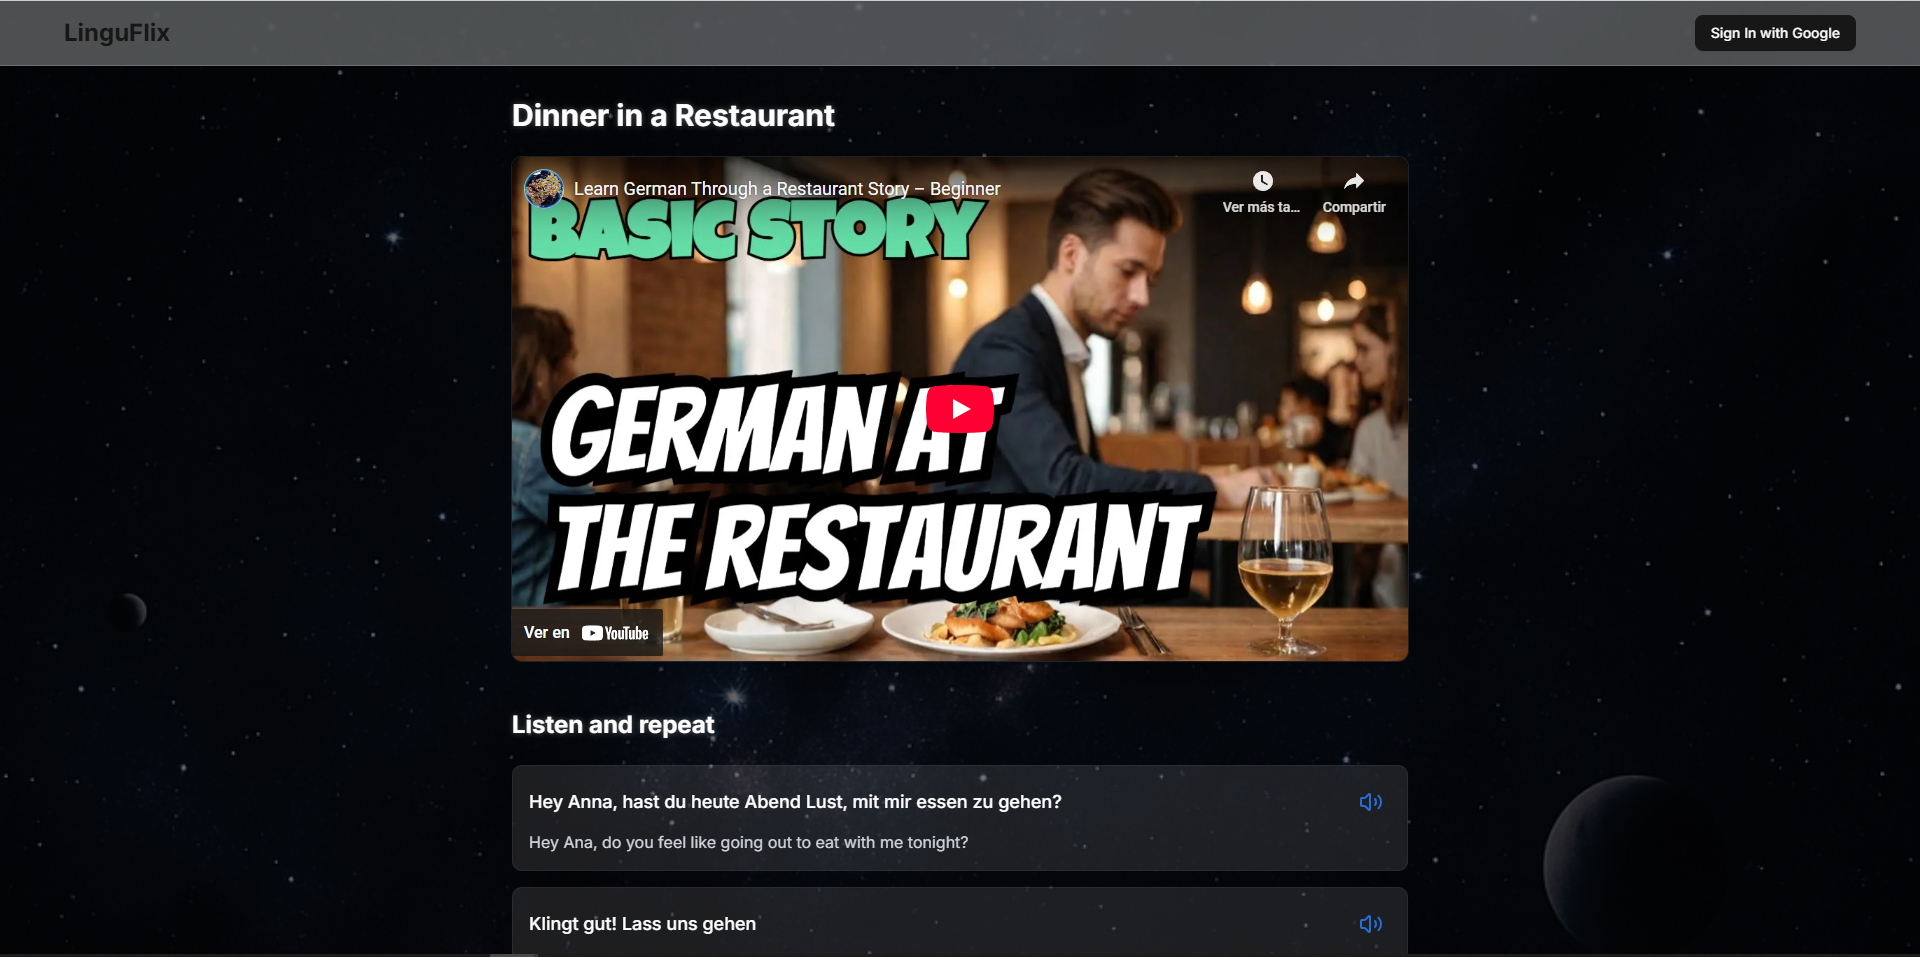 LinguFlix
Sign In with Google
Dinner in a Restaurant
Learn German Through a Restaurant Story – Beginner
Ver más ta...
Compartir
BASIC STORY
GERMAN AT
THE RESTAURANT
Ver en YouTube
Listen and repeat
Hey Anna, hast du heute Abend Lust, mit mir essen zu gehen?
Hey Ana, do you feel like going out to eat with me tonight?
Klingt gut! Lass uns gehen